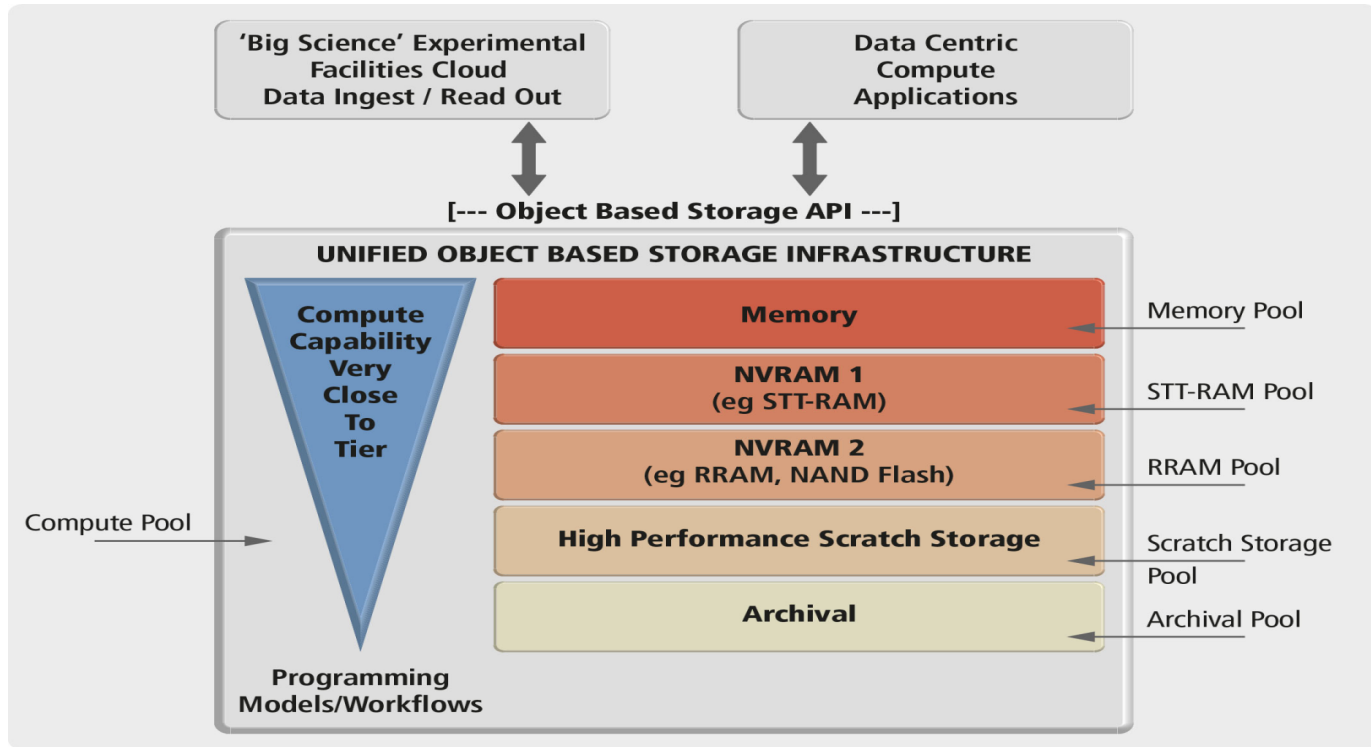 ‘Big Science’ Experimental
Facilities Cloud
Data Ingest / Read Out
Data Centric
Compute
Applications
[--- Object Based Storage API ---]
UNIFIED OBJECT BASED STORAGE INFRASTRUCTURE
Compute
Capability
Very
Close
To
Tier
Memory
NVRAM 1
(eg STT-RAM)
NVRAM 2
(eg RRAM, NAND Flash)
High Performance Scratch Storage
Archival
Memory Pool
STT-RAM Pool
RRAM Pool
Scratch Storage
Pool
Archival Pool
Compute Pool
Programming
Models/Workflows